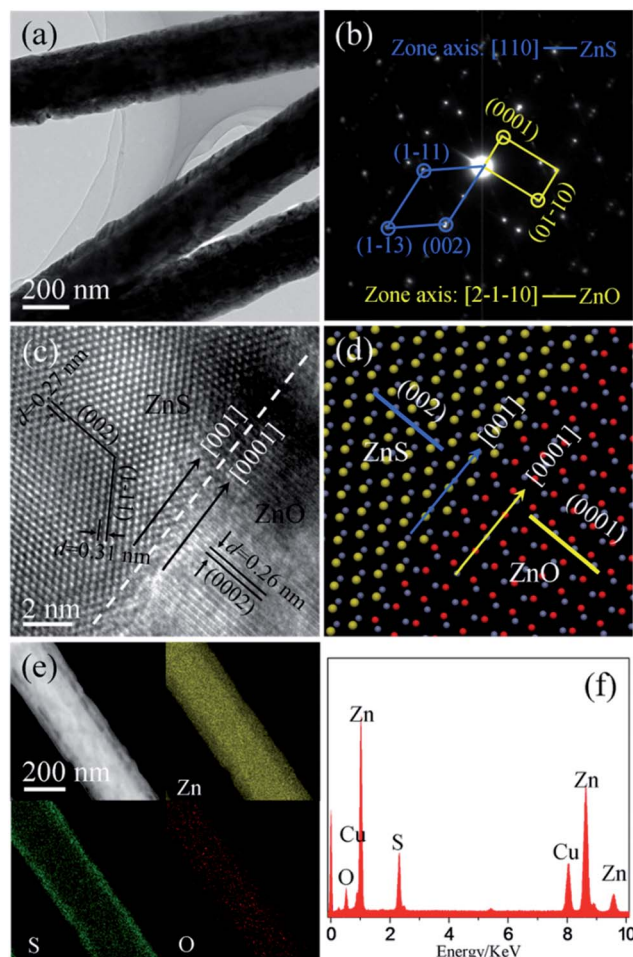 (a)
200 nm
(b)
Zone axis: [110] — ZnS
(0001)
(1-11)
(01-10)
(1-13)
(002)
Zone axis: [2-1-10] — ZnO
(c)
d=0.27 nm
ZnS
(002)
[001]
[0001]
(1-11)
ZnO
d=0.31 nm
d=0.26 nm
(0002)
2 nm
(d)
(002)
[001]
ZnS
[0001]
(0001)
ZnO
(e)
200 nm
Zn
S
O
(f)
Zn
Zn
Cu
S
Cu
O
Zn
0
2
4
6
8
10
Energy/KeV